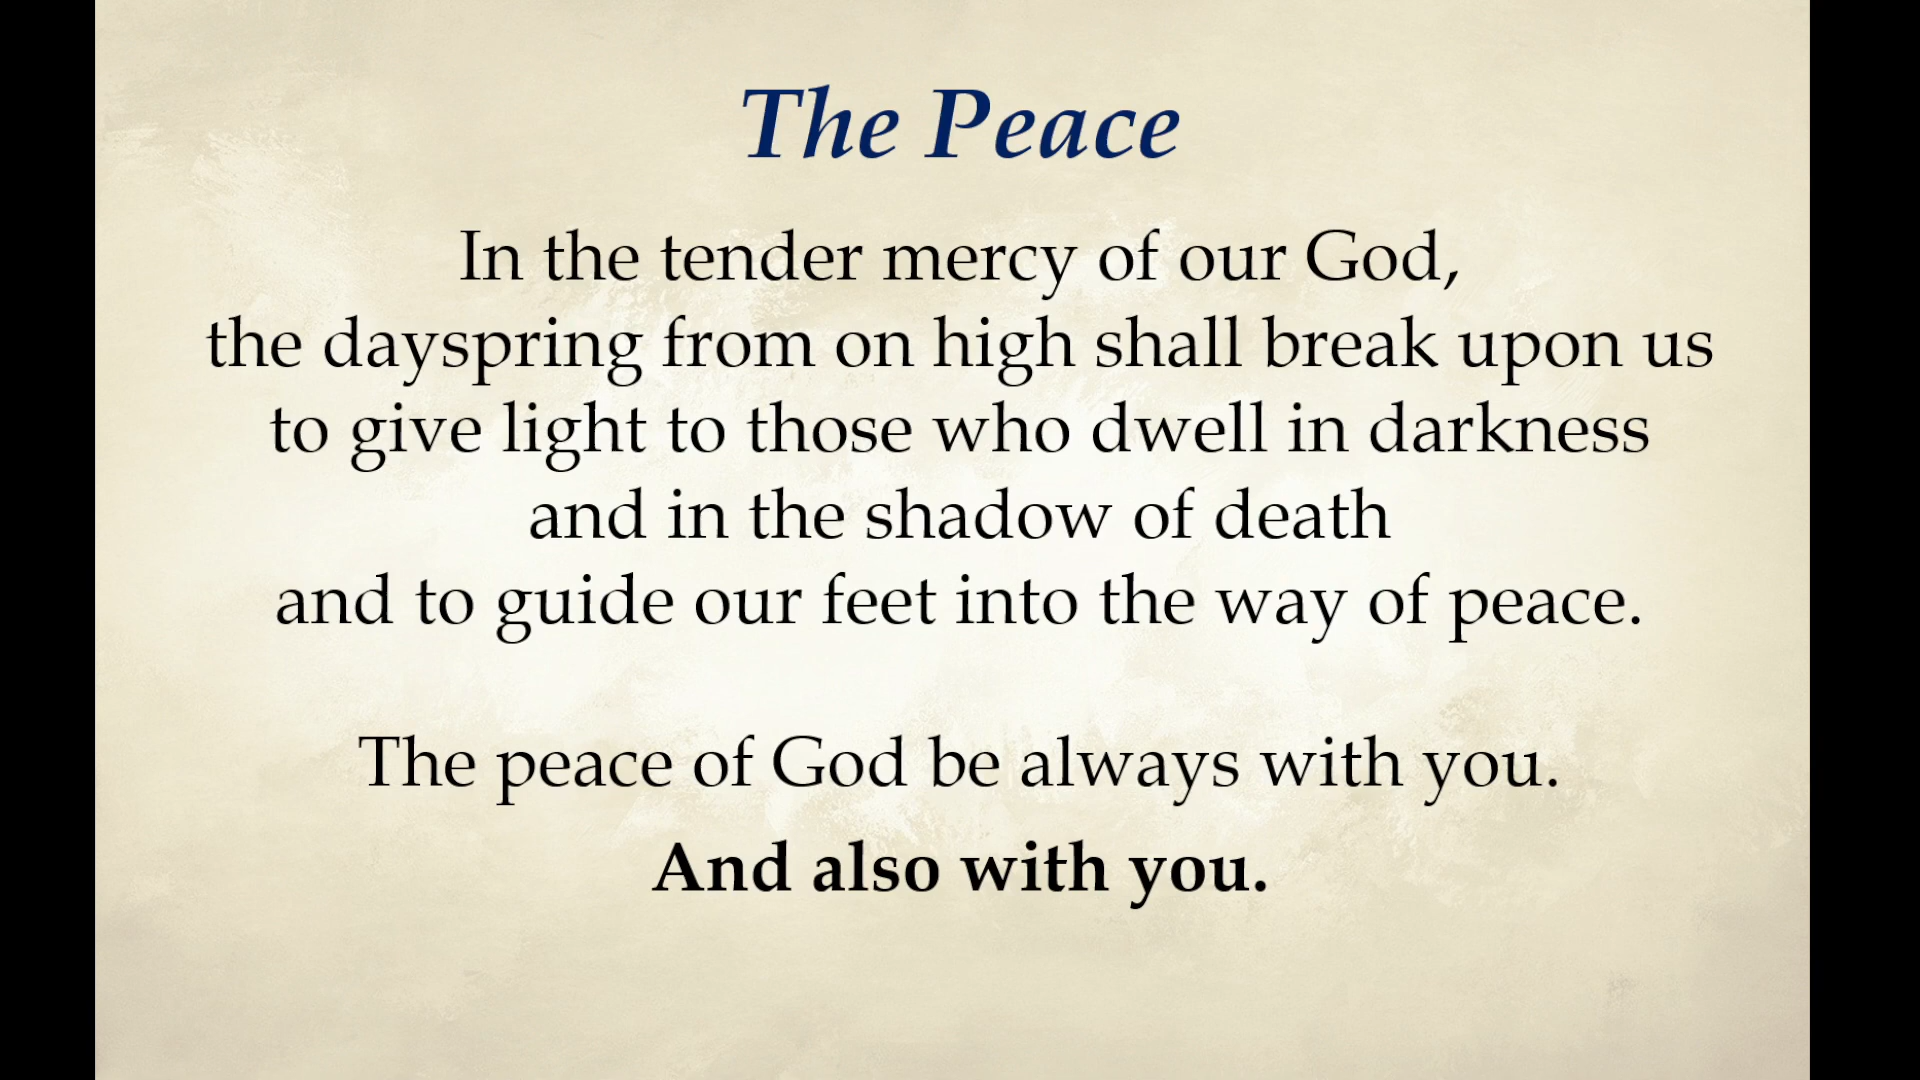 The Peace
In the tender mercy of our God,
the dayspring from on high shall break upon us
to give light to those who dwell in darkness
and in the shadow of death
and to guide our feet into the way of peace.
The peace of God be always with you.
And also with you.